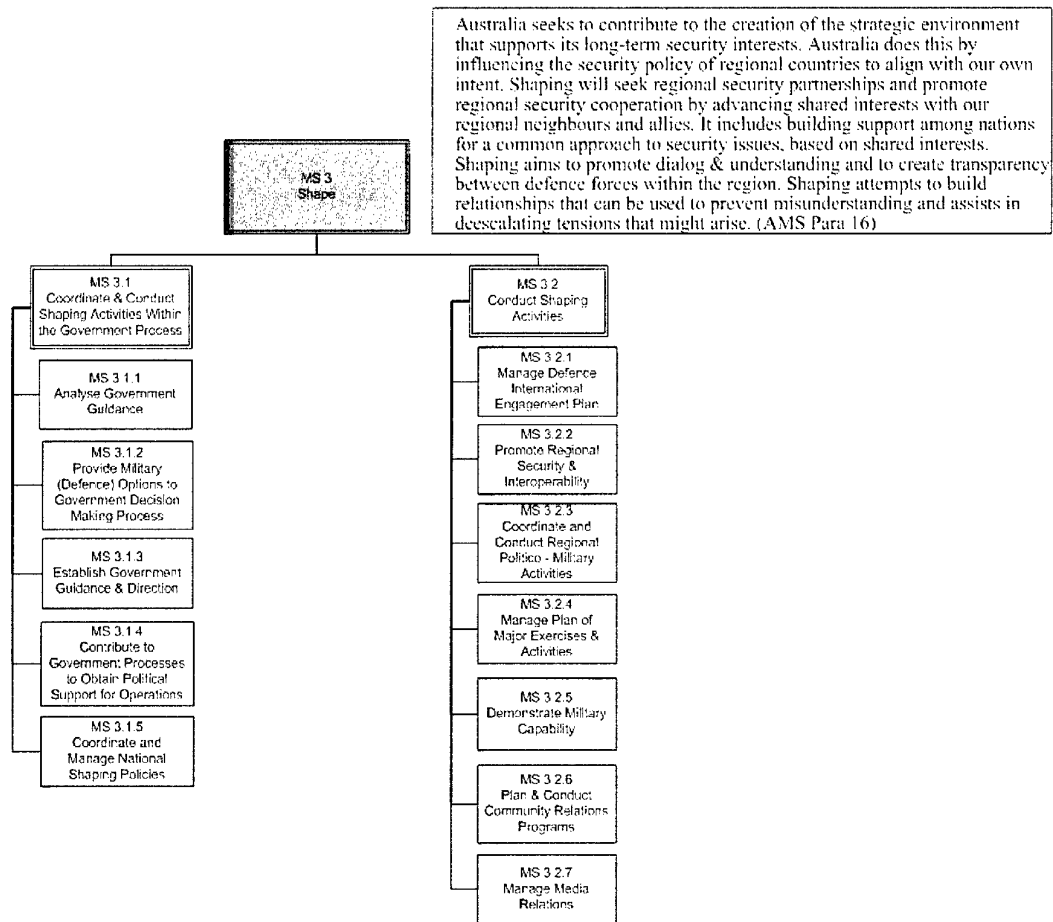 Australia seeks to contribute to the creation of the strategic environment
that supports its long-term security interests. Australia does this by
influencing the security policy of regional countries to align with our own
intent. Shaping will seek regional security partnerships and promote
regional security cooperation by advancing shared interests with our
regional neighbours and allies. It includes building support among nations
for a common approach to security issues, based on shared interests.
Shaping aims to promote dialog & understanding and to create transparency
between defence forces within the region. Shaping attempts to build
relationships that can be used to prevent misunderstanding and assists in
deescalating tensions that might arise. (AMS Para 16)
MS 3
Shape
MS 3.1
Coordinate & Conduct
Shaping Activities Within
the Government Process
MS 3.1.1
Analyse Government
Guidance
MS 3.1.2
Provide Military
(Defence) Options to
Government Decision
Making Process
MS 3.1.3
Establish Government
Guidance & Direction
MS 3.1.4
Contribute to
Government Processes
to Obtain Political
Support for Operations
MS 3.1.5
Coordinate and
Manage National
Shaping Policies
MS 3.2
Conduct Shaping
Activities
MS 3.2.1
Manage Defence
International
Engagement Plan
MS 3.2.2
Promote Regional
Security &
Interoperability
MS 3.2.3
Coordinate and
Conduct Regional
Politico - Military
Activities
MS 3.2.4
Manage Plan of
Major Exercises &
Activities
MS 3.2.5
Demonstrate Military
Capability
MS 3.2.6
Plan & Conduct
Community Relations
Programs
MS 3.2.7
Manage Media
Relations